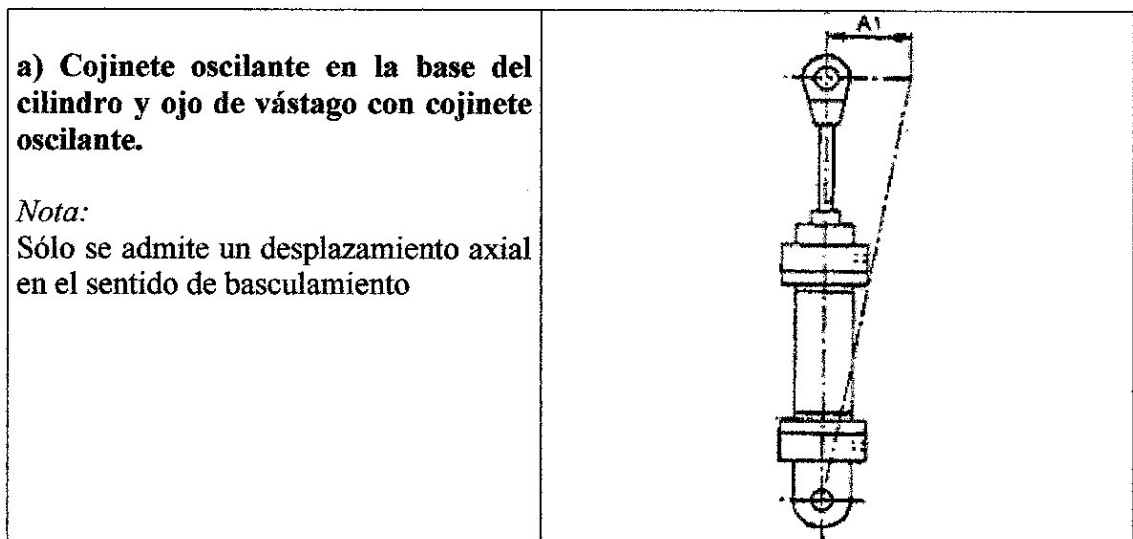 a) Cojinete oscilante en la base del
cilindro y ojo de vástago con cojinete
oscilante.
Nota:
Sólo se admite un desplazamiento axial
en el sentido de basculamiento
A1